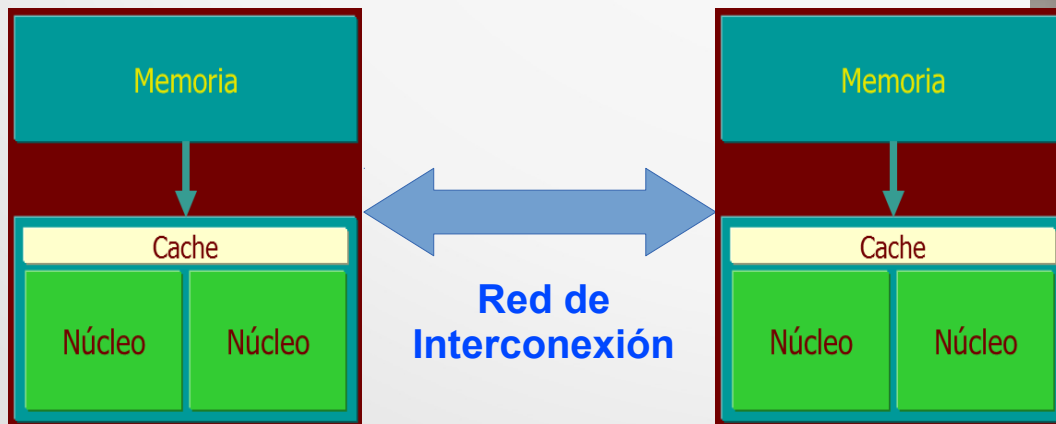 Memoria
Cache
Núcleo Núcleo
Red de
Interconexión
Memoria
Cache
Núcleo Núcleo